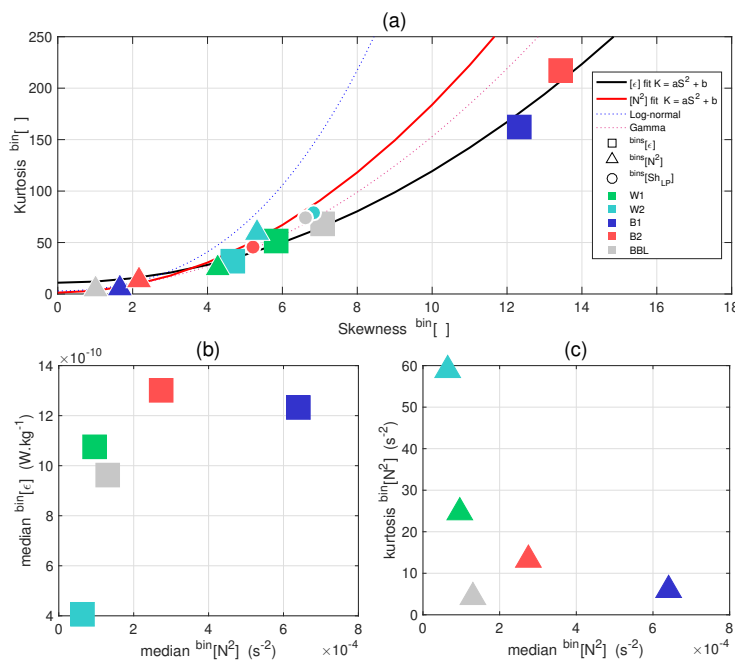 (a)
250
200
150
100
50
0
Kurtosis bin[ ]
0 2 4 6 8 10 12 14 16 18
Skewness bin[ ]
[ϵ] fit K = aS² + b
[N²] fit K = aS² + b
Log-normal
Gamma
bins[ϵ]
bins[N²]
bins[Sh_LP]
W1
W2
B1
B2
BBL
(b)
×10⁻¹⁰
14
12
10
8
6
4
median bin[ϵ] (W.kg⁻¹)
0 2 4 6 8
median bin[N²] (s⁻²) ×10⁻⁴
(c)
60
50
40
30
20
10
0
kurtosis bin[N²] (s⁻²)
0 2 4 6 8
median bin[N²] (s⁻²) ×10⁻⁴